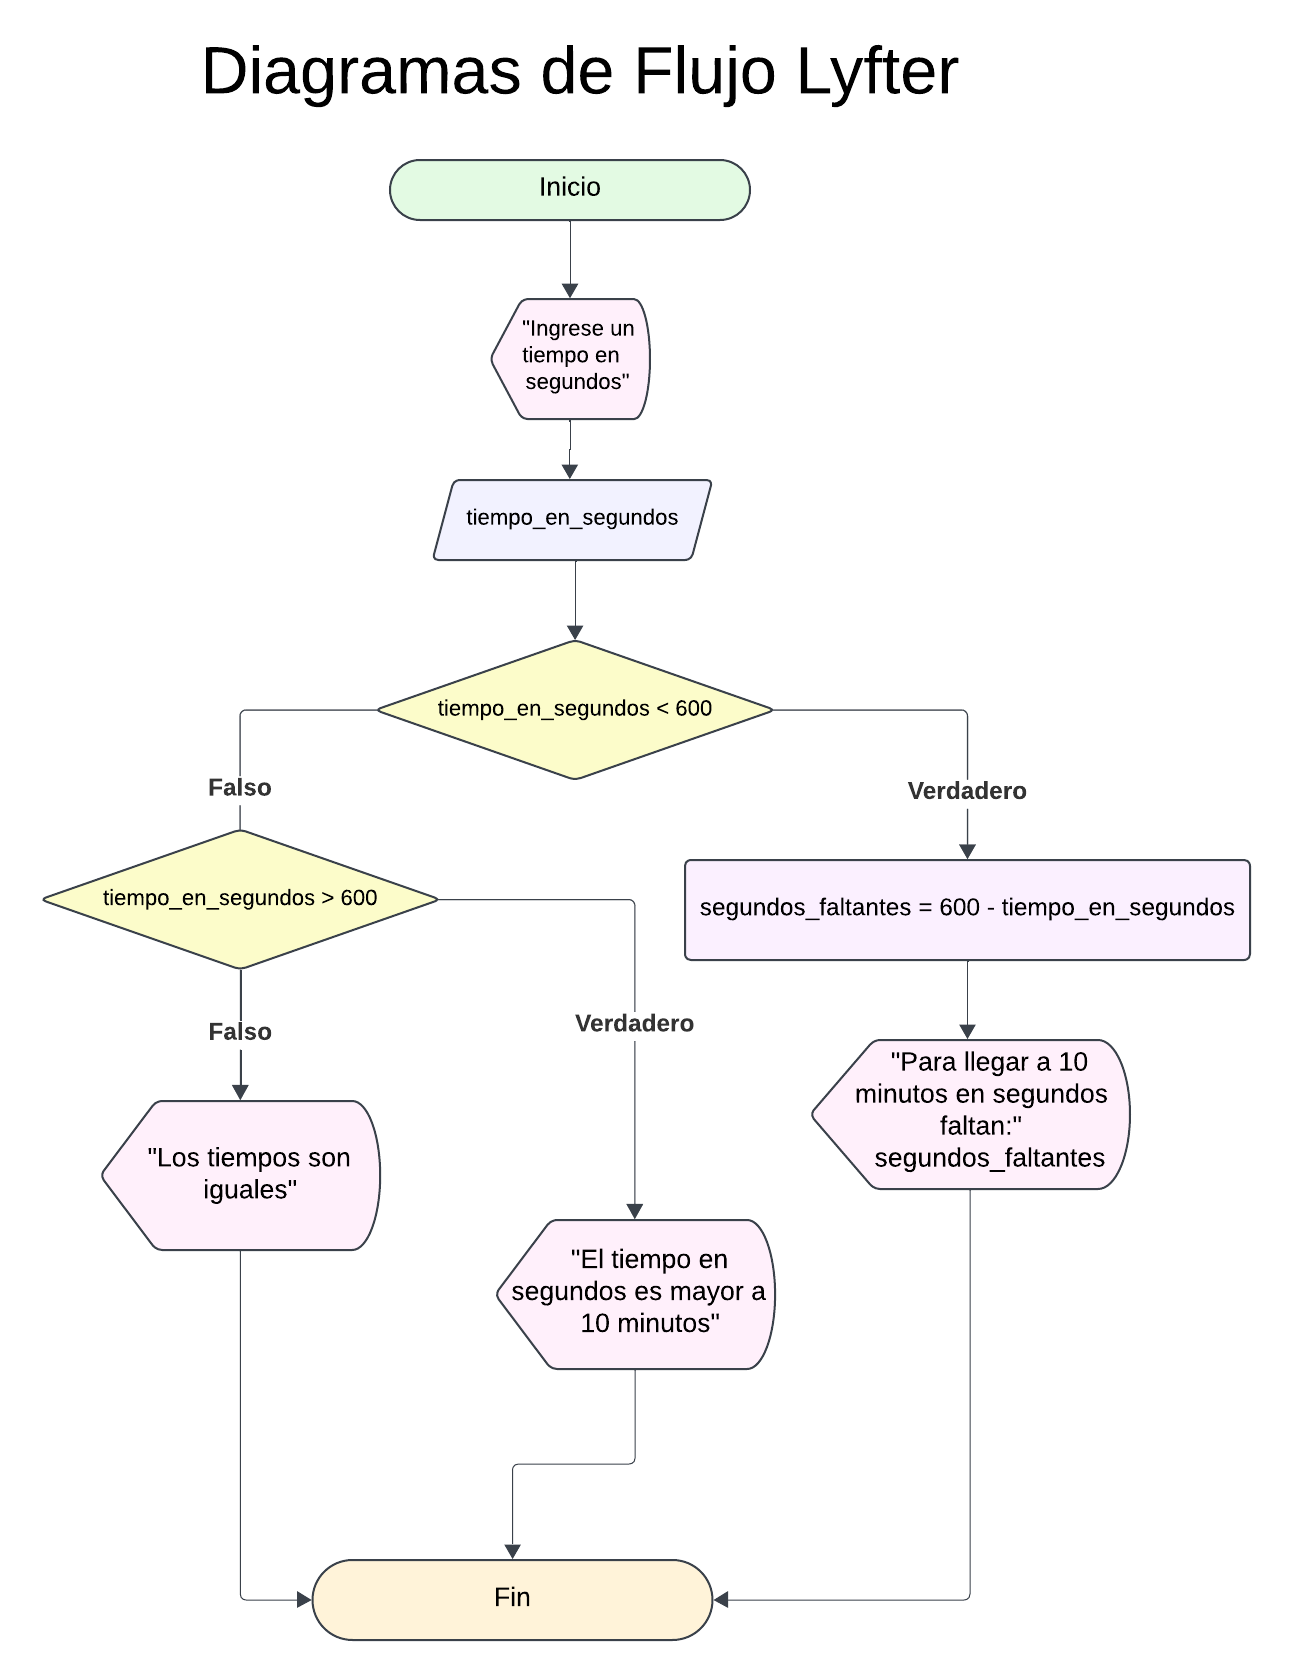 Diagramas de Flujo Lyfter
Inicio
"Ingrese un
tiempo en
segundos"
tiempo_en_segundos
tiempo_en_segundos < 600
Falso
Verdadero
tiempo_en_segundos > 600
segundos_faltantes = 600 - tiempo_en_segundos
Falso
Verdadero
"Para llegar a 10
minutos en segundos
faltan:"
segundos_faltantes
"Los tiempos son
iguales"
"El tiempo en
segundos es mayor a
10 minutos"
Fin